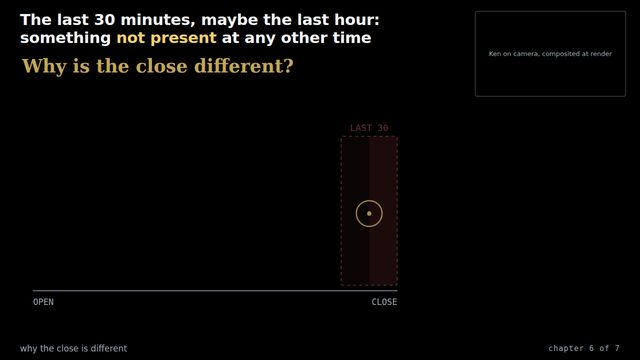 The last 30 minutes, maybe the last hour:
something not present at any other time
Why is the close different?
Ken on camera, composited at render
LAST 30
OPEN
CLOSE
why the close is different
chapter 6 of 7